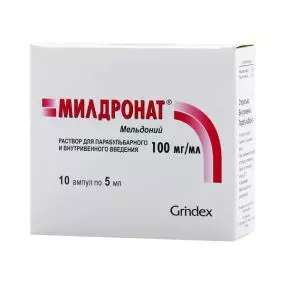 МИЛДРОНАТ®
Мельдоний
РАСТВОР ДЛЯ ПАРАБУЛЬБАРНОГО
И ВНУТРИВЕННОГО ВВЕДЕНИЯ 100 мг/мл
10 ампул по 5 мл
Grindex